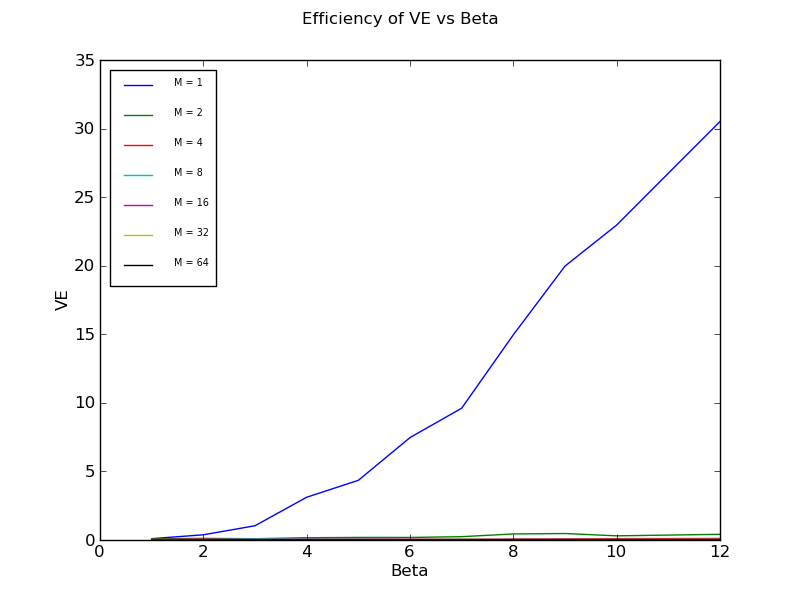 Efficiency of VE vs Beta
35
30
25
20
15
10
5
0
VE
M = 1
M = 2
M = 4
M = 8
M = 16
M = 32
M = 64
0 2 4 6 8 10 12
Beta